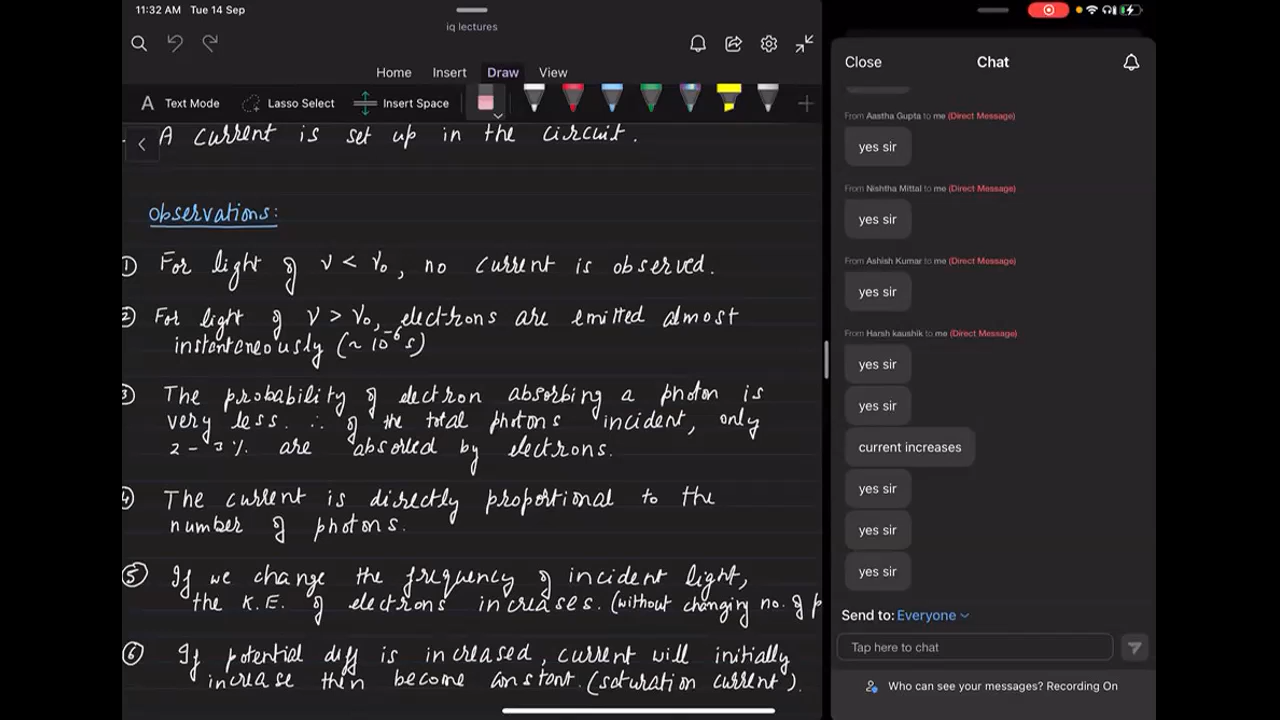 11:32 AM Tue 14 Sep
iq lectures
Home Insert Draw View
Text Mode Lasso Select Insert Space
A current is set up in the circuit.
Observations:
① For light of ν < ν₀, no current is observed.
② For light of ν > ν₀, electrons are emitted almost
instantaneously (~ 10⁻⁶ s)
③ The probability of electron absorbing a photon is
very less. ∴ of the total photons incident, only
2 - 3 % are absorbed by electrons.
④ The current is directly proportional to the
number of photons.
⑤ If we change the frequency of incident light,
the K.E. of electrons increases. (without changing no. of p
⑥ If potential diff is increased, current will initially
increase then become constant. (saturation current).
Close Chat
From Aastha Gupta to me (Direct Message)
yes sir
From Nishtha Mittal to me (Direct Message)
yes sir
From Ashish Kumar to me (Direct Message)
yes sir
From Harsh kaushik to me (Direct Message)
yes sir
yes sir
current increases
yes sir
yes sir
yes sir
Send to: Everyone
Tap here to chat
Who can see your messages? Recording On